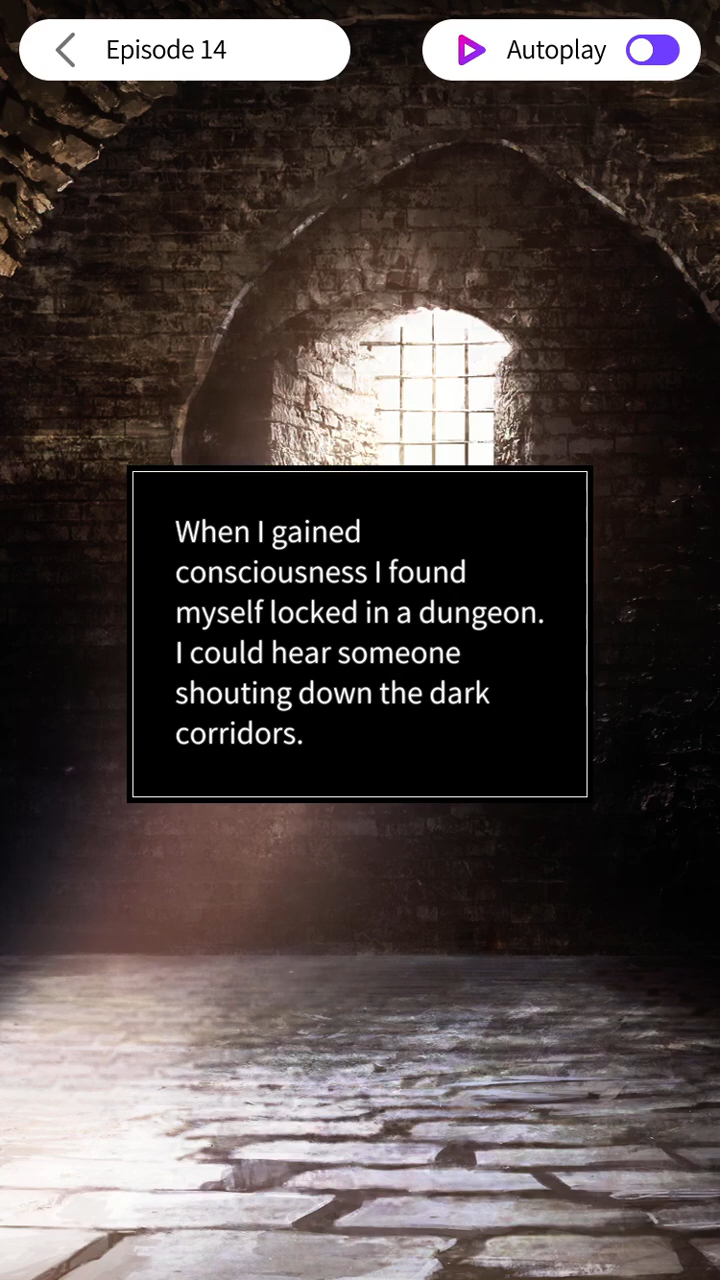 Episode 14
Autoplay
When I gained
consciousness I found
myself locked in a dungeon.
I could hear someone
shouting down the dark
corridors.